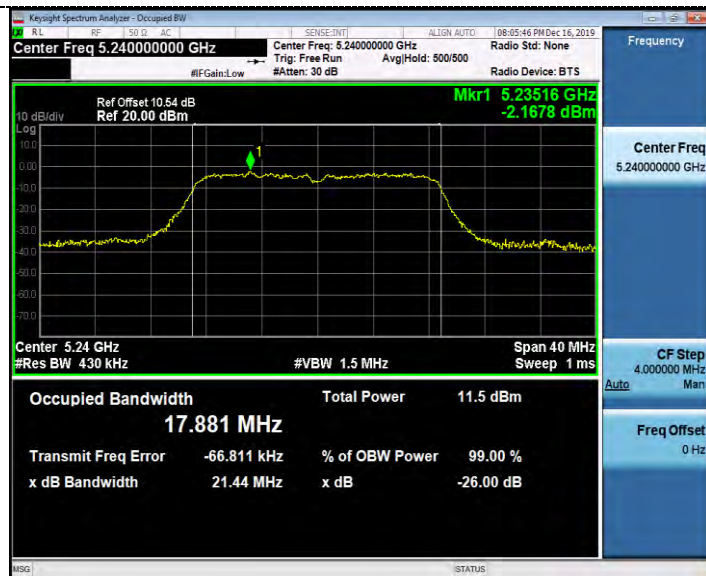 Keysight Spectrum Analyzer - Occupied BW
RL RF 50 Ω AC SENSE:INT ALIGN AUTO 08:05:46 PM Dec 16, 2019
Center Freq 5.240000000 GHz
Center Freq: 5.240000000 GHz
Radio Std: None
Trig: Free Run Avg|Hold: 500/500
#IFGain:Low #Atten: 30 dB Radio Device: BTS
Frequency
Ref Offset 10.54 dB
10 dB/div Ref 20.00 dBm
Mkr1 5.23516 GHz
-2.1678 dBm
Log
10.0
0.00
-10.0
-20.0
-30.0
-40.0
-50.0
-60.0
-70.0
1
Center 5.24 GHz Span 40 MHz
#Res BW 430 kHz #VBW 1.5 MHz Sweep 1 ms
Occupied Bandwidth Total Power 11.5 dBm
17.881 MHz
Transmit Freq Error -66.811 kHz % of OBW Power 99.00 %
x dB Bandwidth 21.44 MHz x dB -26.00 dB
Center Freq
5.240000000 GHz
CF Step
4.000000 MHz
Auto Man
Freq Offset
0 Hz
MSG STATUS